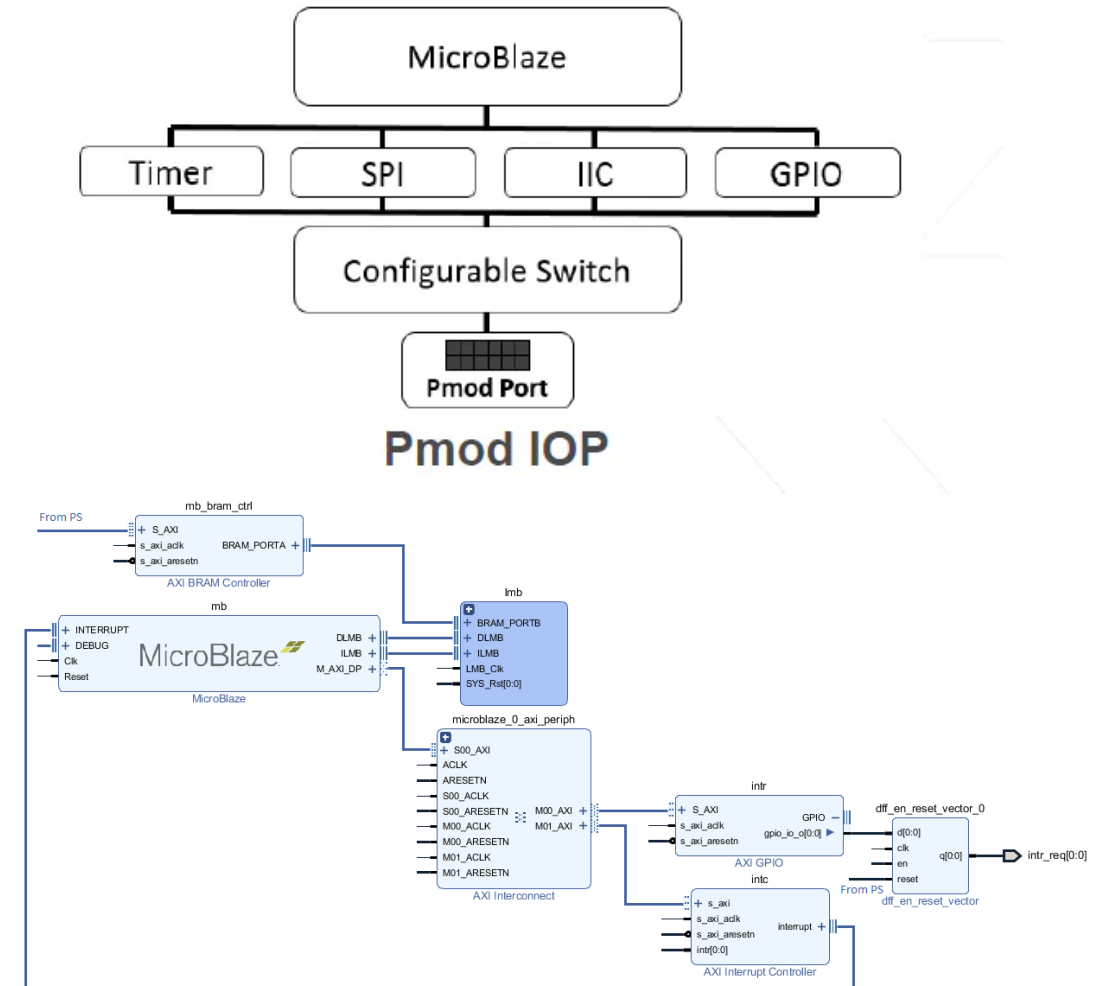 MicroBlaze
Timer
SPI
IIC
GPIO
Configurable Switch
Pmod Port
Pmod IOP
mb_bram_ctrl
From PS
S_AXI
s_axi_aclk
s_axi_aresetn
BRAM_PORTA
AXI BRAM Controller
mb
INTERRUPT
DEBUG
Clk
Reset
MicroBlaze
DLMB
ILMB
M_AXI_DP
MicroBlaze
lmb
BRAM_PORTB
DLMB
ILMB
LMB_Clk
SYS_Rst[0:0]
microblaze_0_axi_periph
S00_AXI
ACLK
ARESETN
S00_ACLK
S00_ARESETN
M00_ACLK
M00_ARESETN
M01_ACLK
M01_ARESETN
M00_AXI
M01_AXI
AXI Interconnect
intr
S_AXI
s_axi_aclk
s_axi_aresetn
GPIO
gpio_io_o[0:0]
AXI GPIO
dff_en_reset_vector_0
d[0:0]
clk
en
reset
q[0:0]
From PS
dff_en_reset_vector
intr_req[0:0]
intc
s_axi
s_axi_aclk
s_axi_aresetn
intr[0:0]
interrupt
AXI Interrupt Controller